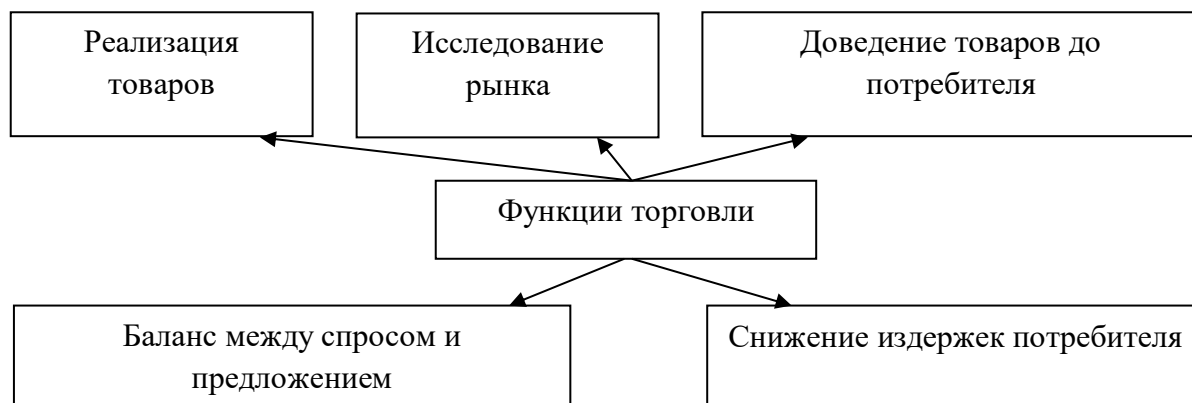 Реализация
товаров
Исследование
рынка
Доведение товаров до
потребителя
Функции торговли
Баланс между спросом и
предложением
Снижение издержек потребителя